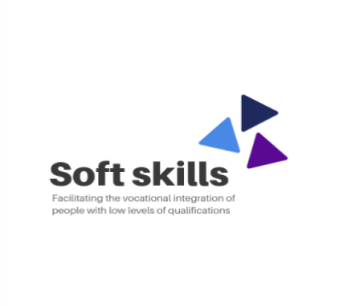 Soft skills
Facilitating the vocational integration of
people with low levels of qualifications